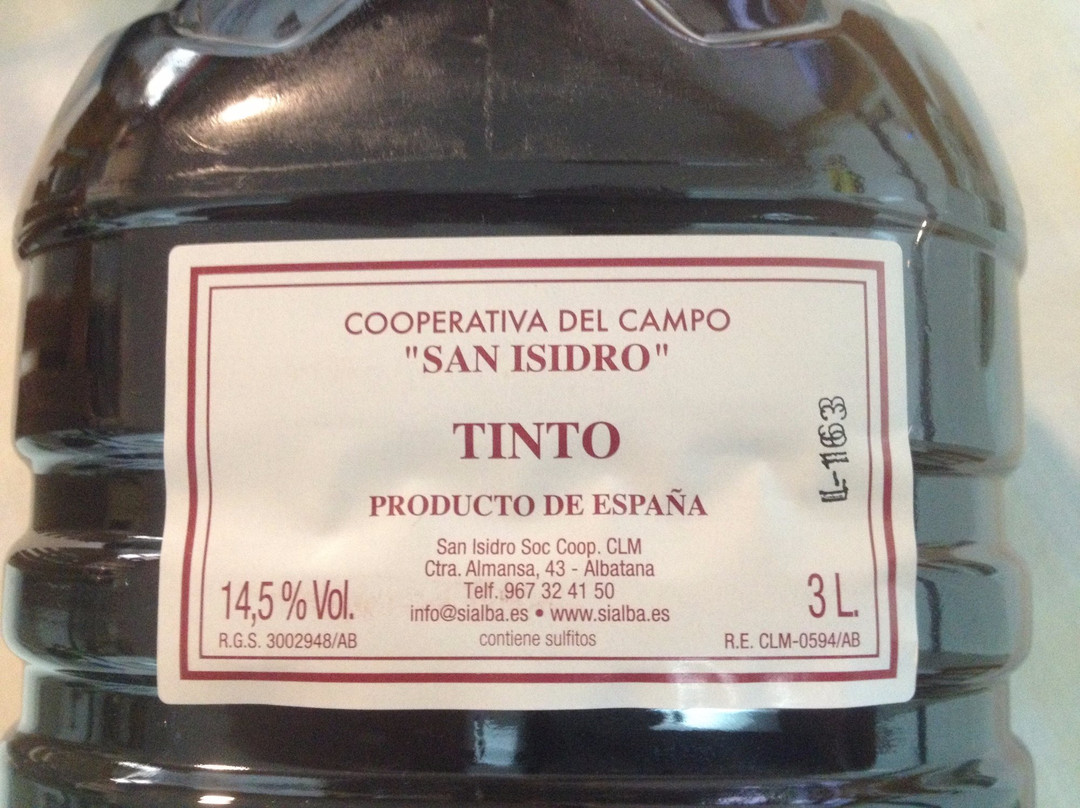 COOPERATIVA DEL CAMPO
"SAN ISIDRO"
TINTO
PRODUCTO DE ESPAÑA
San Isidro Soc Coop. CLM
Ctra. Almansa, 43 - Albatana
Telf. 967 32 41 50
info@sialba.es • www.sialba.es
contiene sulfitos
14,5 % Vol.
R.G.S. 3002948/AB
3 L.
R.E. CLM-0594/AB
L-163